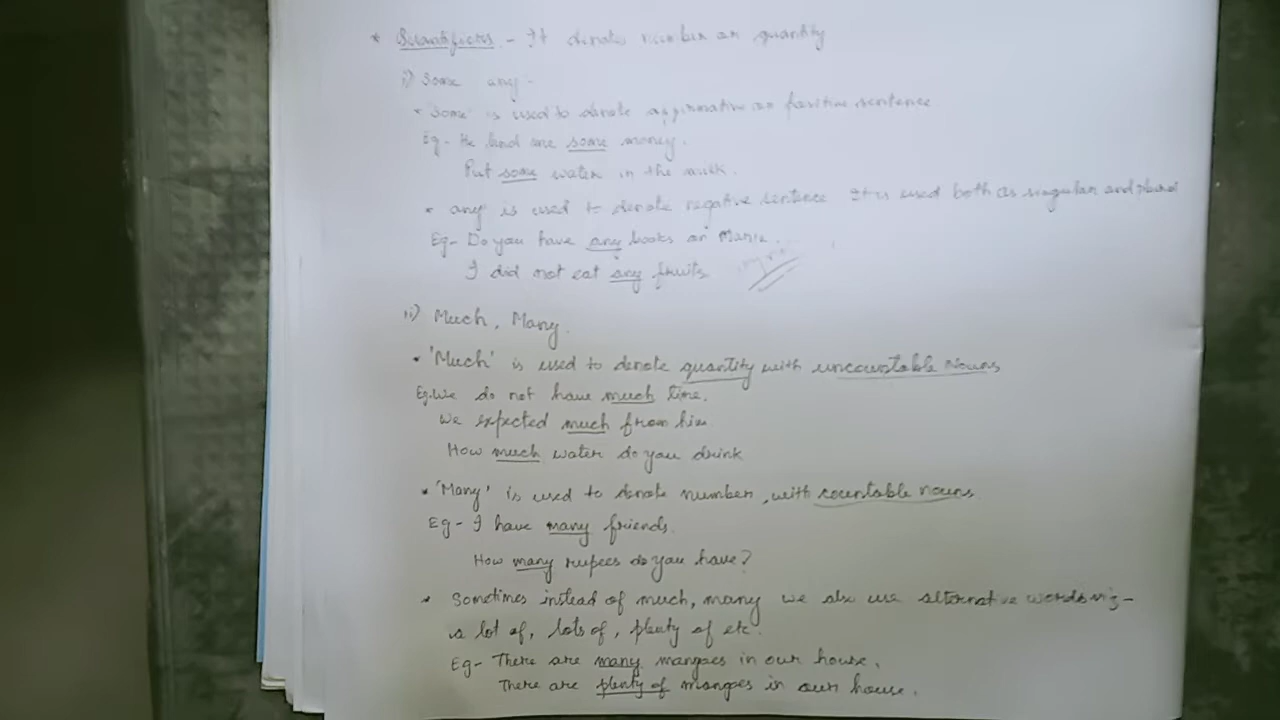 * Quantifiers - It denotes number or quantity
i) Some any -
* 'Some' is used to denote affirmative or positive sentence.
Eg- He lend me some money.
Put some water in the milk.
* any is used to denote negative sentence It is used both as singular and plural
Eg- Do you have any books on
I did not eat any fruits.
ii) Much, Many.
* 'Much' is used to denote quantity with uncountable Nouns
Eg. We do not have much time.
We expected much from him.
How much water do you drink
* 'Many' is used to denote number, with countable nouns
Eg- I have many friends.
How many rupees do you have?
* Sometimes instead of much, many we also use alternative words viz-
is lot of, lots of, plenty of etc.
Eg- There are many mangoes in our house.
There are plenty of mangoes in our house.